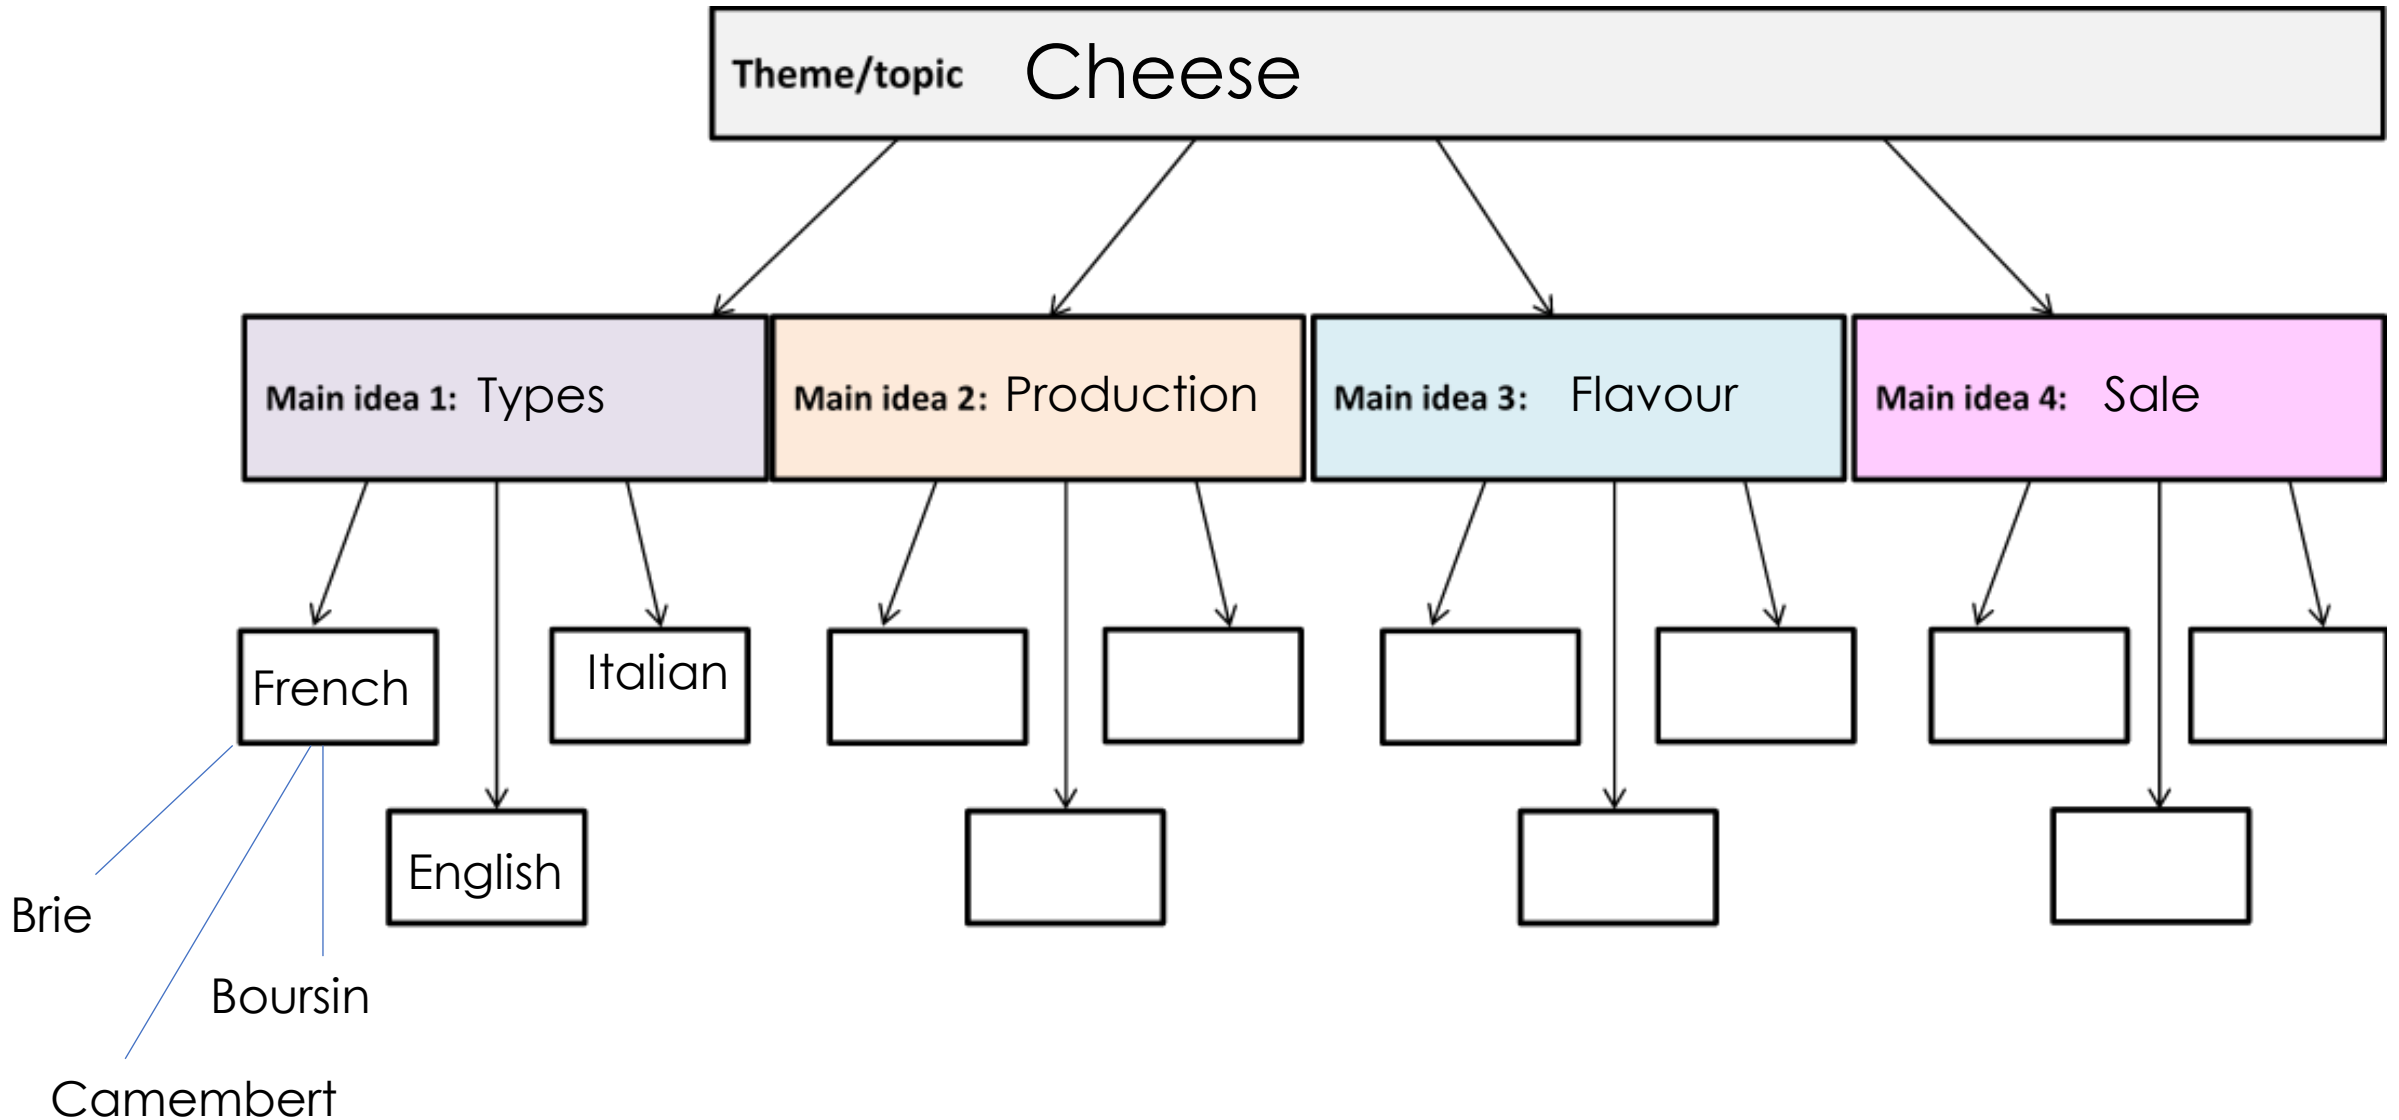 Theme/topic Cheese
Main idea 1: Types
Main idea 2: Production
Main idea 3: Flavour
Main idea 4: Sale
French
Italian
English
Brie
Boursin
Camembert